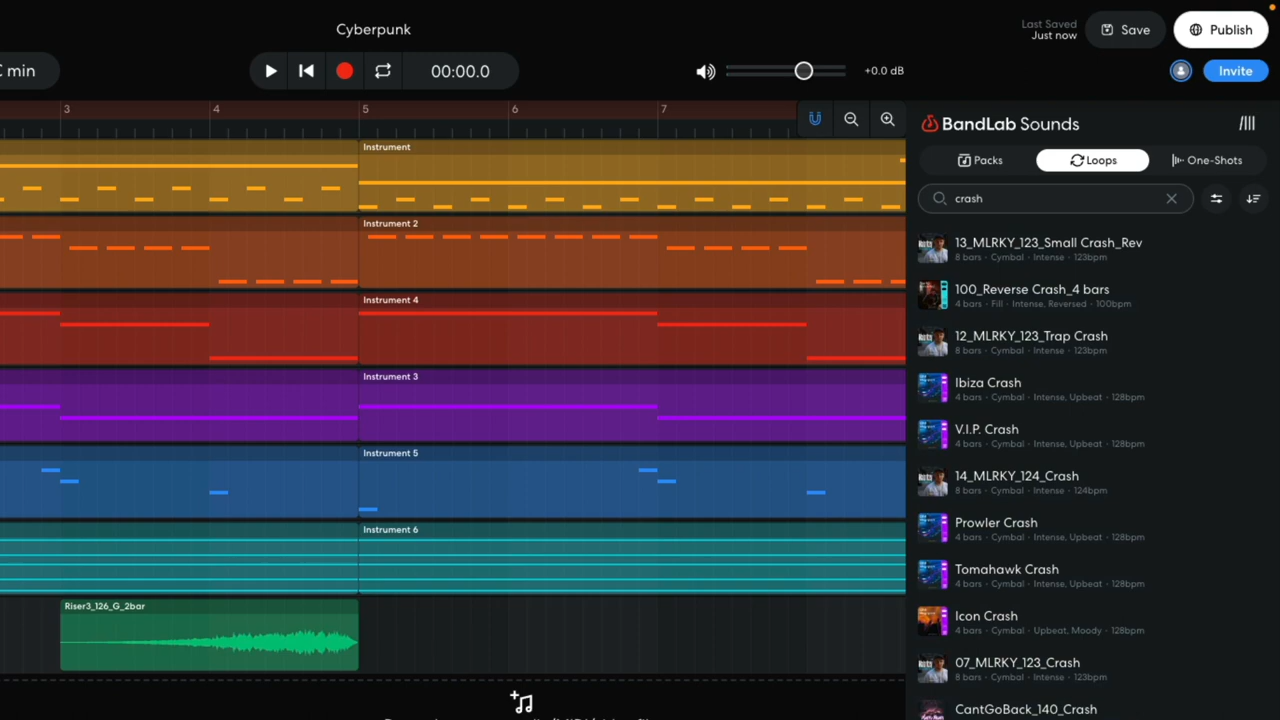 Cyberpunk
Last Saved
Just now
Save
Publish
min
00:00.0
+0.0 dB
Invite
3
4
5
6
7
BandLab Sounds
Packs
Loops
One-Shots
crash
Instrument
Instrument 2
Instrument 4
Instrument 3
Instrument 5
Instrument 6
Riser3_126_G_2bar
13_MLRKY_123_Small Crash_Rev
8 bars · Cymbal · Intense · 123bpm
100_Reverse Crash_4 bars
4 bars · Fill · Intense, Reversed · 100bpm
12_MLRKY_123_Trap Crash
8 bars · Cymbal · Intense · 123bpm
Ibiza Crash
4 bars · Cymbal · Intense, Upbeat · 128bpm
V.I.P. Crash
4 bars · Cymbal · Intense, Upbeat · 128bpm
14_MLRKY_124_Crash
8 bars · Cymbal · Intense · 124bpm
Prowler Crash
4 bars · Cymbal · Intense, Upbeat · 128bpm
Tomahawk Crash
4 bars · Cymbal · Intense, Upbeat · 128bpm
Icon Crash
4 bars · Cymbal · Upbeat, Moody · 128bpm
07_MLRKY_123_Crash
8 bars · Cymbal · Intense · 123bpm
CantGoBack_140_Crash